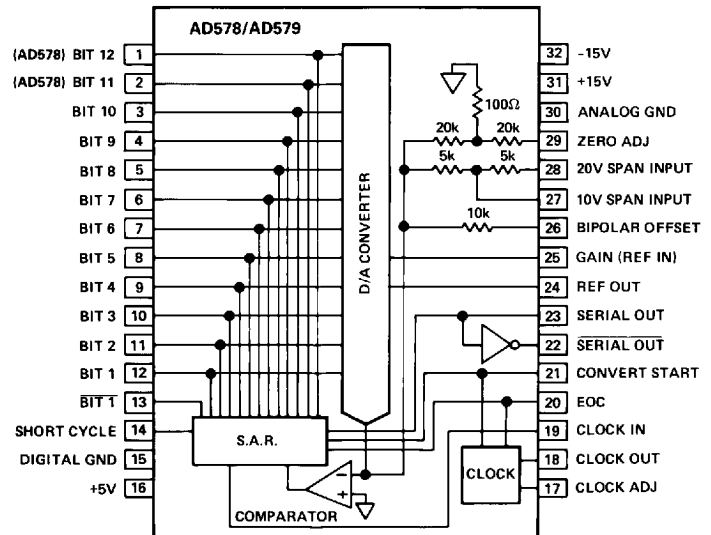 AD578/AD579
(AD578) BIT 12 1
(AD578) BIT 11 2
BIT 10 3
BIT 9 4
BIT 8 5
BIT 7 6
BIT 6 7
BIT 5 8
BIT 4 9
BIT 3 10
BIT 2 11
BIT 1 12
BIT 1 13
SHORT CYCLE 14
DIGITAL GND 15
+5V 16
D/A CONVERTER
S.A.R.
COMPARATOR
−
+
100Ω
20k 20k
5k 5k
10k
CLOCK
32 -15V
31 +15V
30 ANALOG GND
29 ZERO ADJ
28 20V SPAN INPUT
27 10V SPAN INPUT
26 BIPOLAR OFFSET
25 GAIN (REF IN)
24 REF OUT
23 SERIAL OUT
22 SERIAL OUT
21 CONVERT START
20 EOC
19 CLOCK IN
18 CLOCK OUT
17 CLOCK ADJ